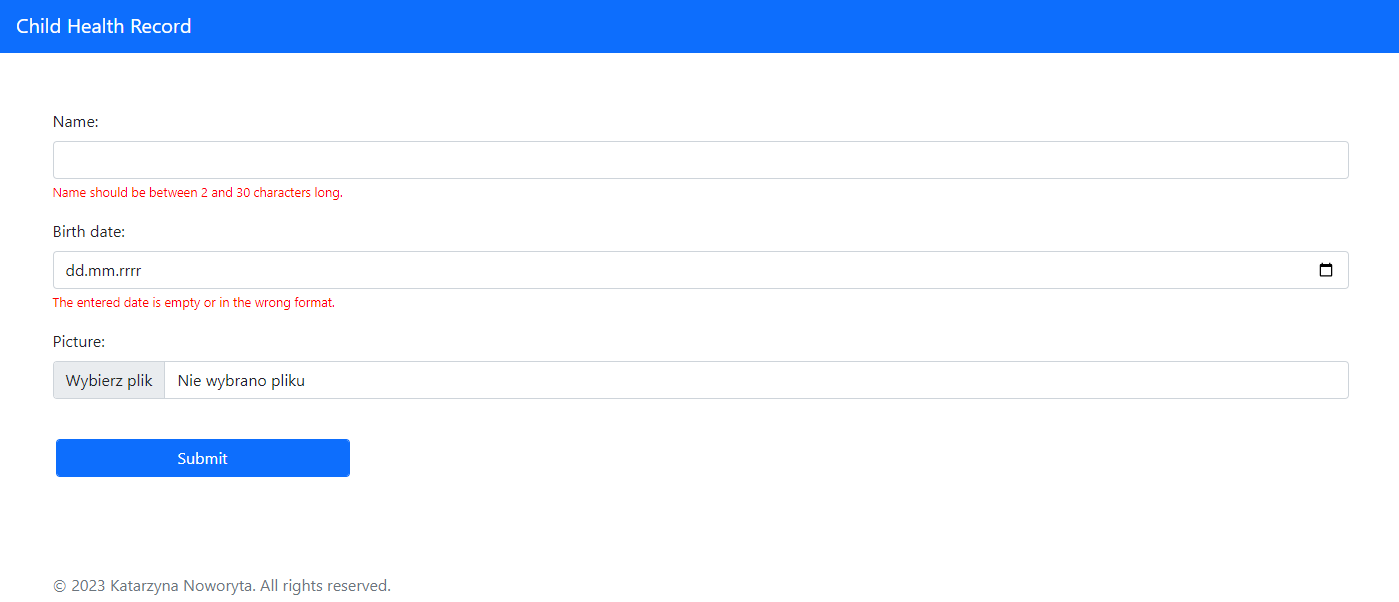 Child Health Record
Name:
Name should be between 2 and 30 characters long.
Birth date:
dd.mm.rrrr
The entered date is empty or in the wrong format.
Picture:
Wybierz plik Nie wybrano pliku
Submit
© 2023 Katarzyna Noworyta. All rights reserved.